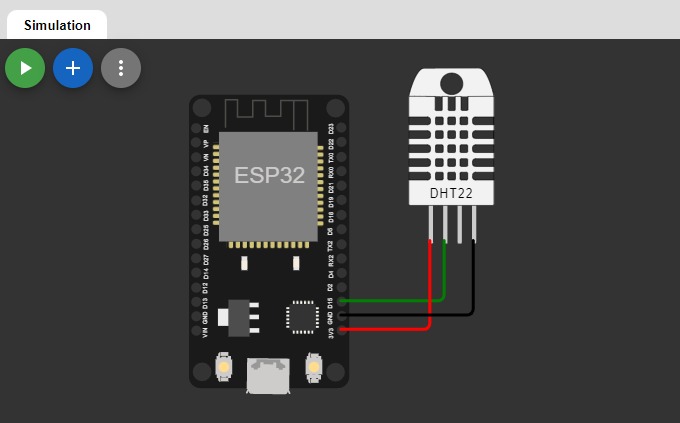 Simulation
ESP32
DHT22
EN
VP
VN
D34
D35
D32
D33
D25
D26
D27
D14
D12
D13
GND
VIN
D23
D22
TX0
RX0
D21
D19
D18
D5
TX2
RX2
D4
D2
D15
GND
3V3